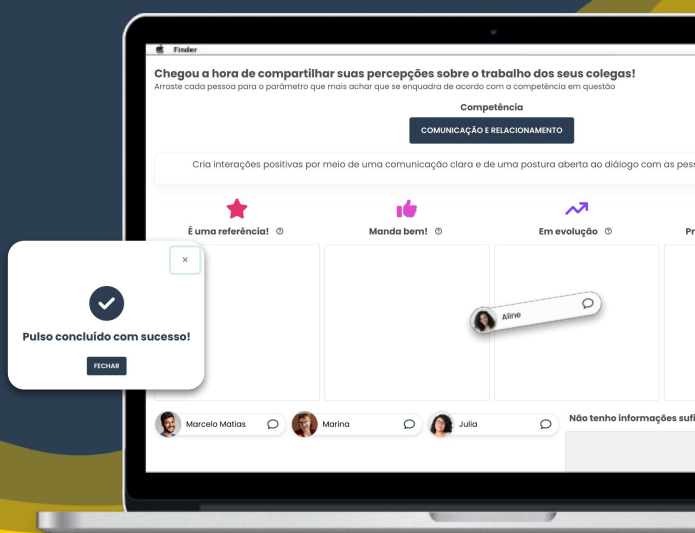 Finder
Chegou a hora de compartilhar suas percepções sobre o trabalho dos seus colegas!
Arraste cada pessoa para o parâmetro que mais achar que se enquadra de acordo com a competência em questão
Competência
COMUNICAÇÃO E RELACIONAMENTO
Cria interações positivas por meio de uma comunicação clara e de uma postura aberta ao diálogo com as pess
É uma referência!
Manda bem!
Em evolução
Pr
×
Pulso concluído com sucesso!
FECHAR
Aline
Marcelo Matias
Marina
Julia
Não tenho informações sufi